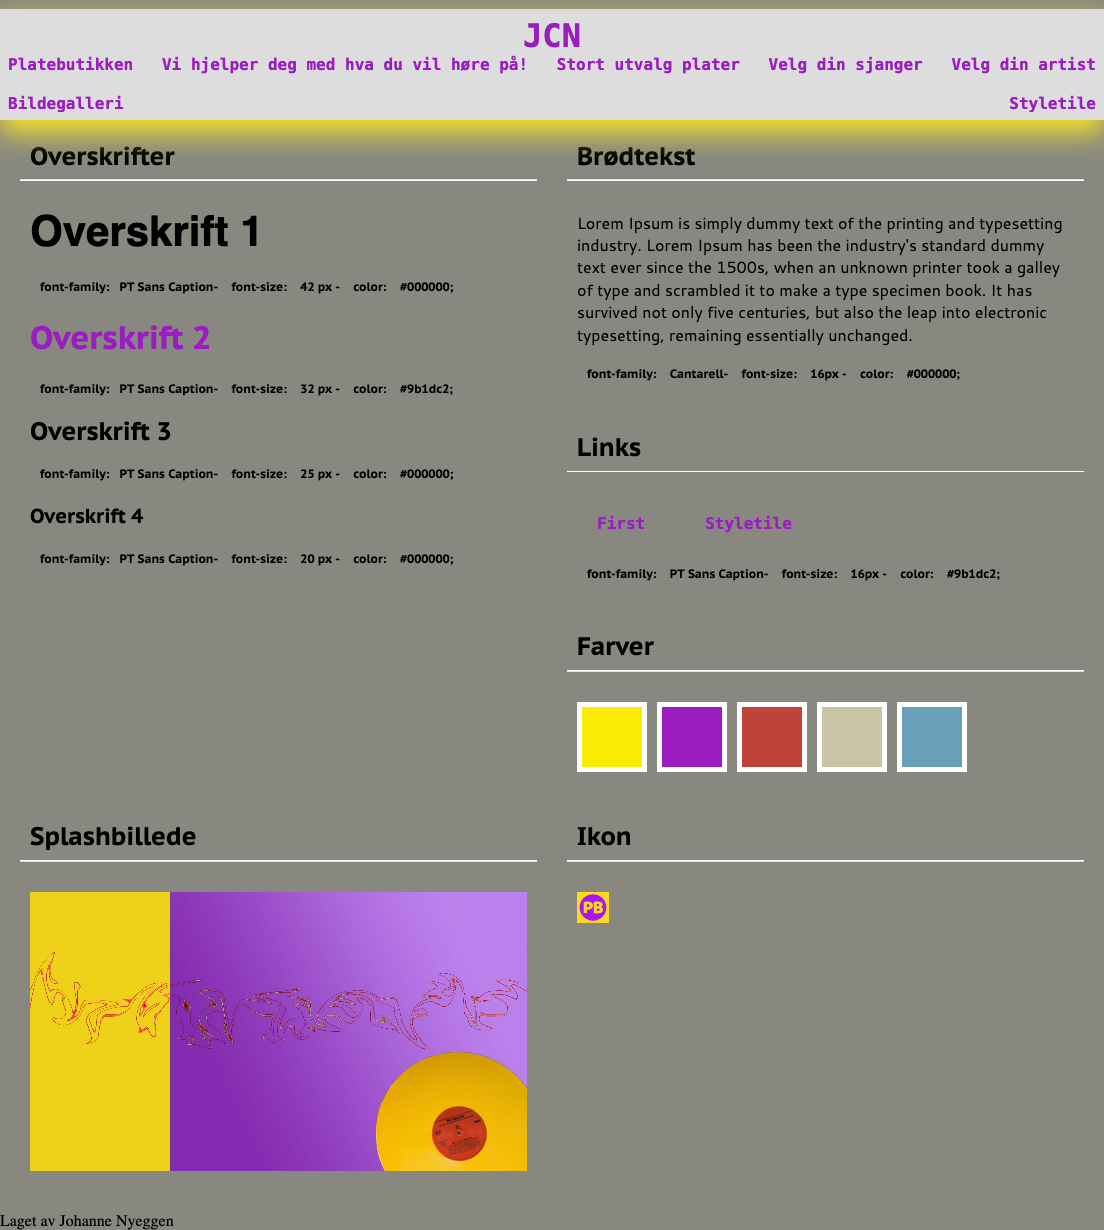 JCN
Platebutikken Vi hjelper deg med hva du vil høre på! Stort utvalg plater Velg din sjanger Velg din artist
Bildegalleri Styletile
Overskrifter
Overskrift 1
font-family: PT Sans Caption- font-size: 42 px - color: #000000;
Overskrift 2
font-family: PT Sans Caption- font-size: 32 px - color: #9b1dc2;
Overskrift 3
font-family: PT Sans Caption- font-size: 25 px - color: #000000;
Overskrift 4
font-family: PT Sans Caption- font-size: 20 px - color: #000000;
Brødtekst
Lorem Ipsum is simply dummy text of the printing and typesetting
industry. Lorem Ipsum has been the industry's standard dummy
text ever since the 1500s, when an unknown printer took a galley
of type and scrambled it to make a type specimen book. It has
survived not only five centuries, but also the leap into electronic
typesetting, remaining essentially unchanged.
font-family: Cantarell- font-size: 16px - color: #000000;
Links
First Styletile
font-family: PT Sans Caption- font-size: 16px - color: #9b1dc2;
Farver
Splashbillede
Ikon
PB
Laget av Johanne Nyeggen